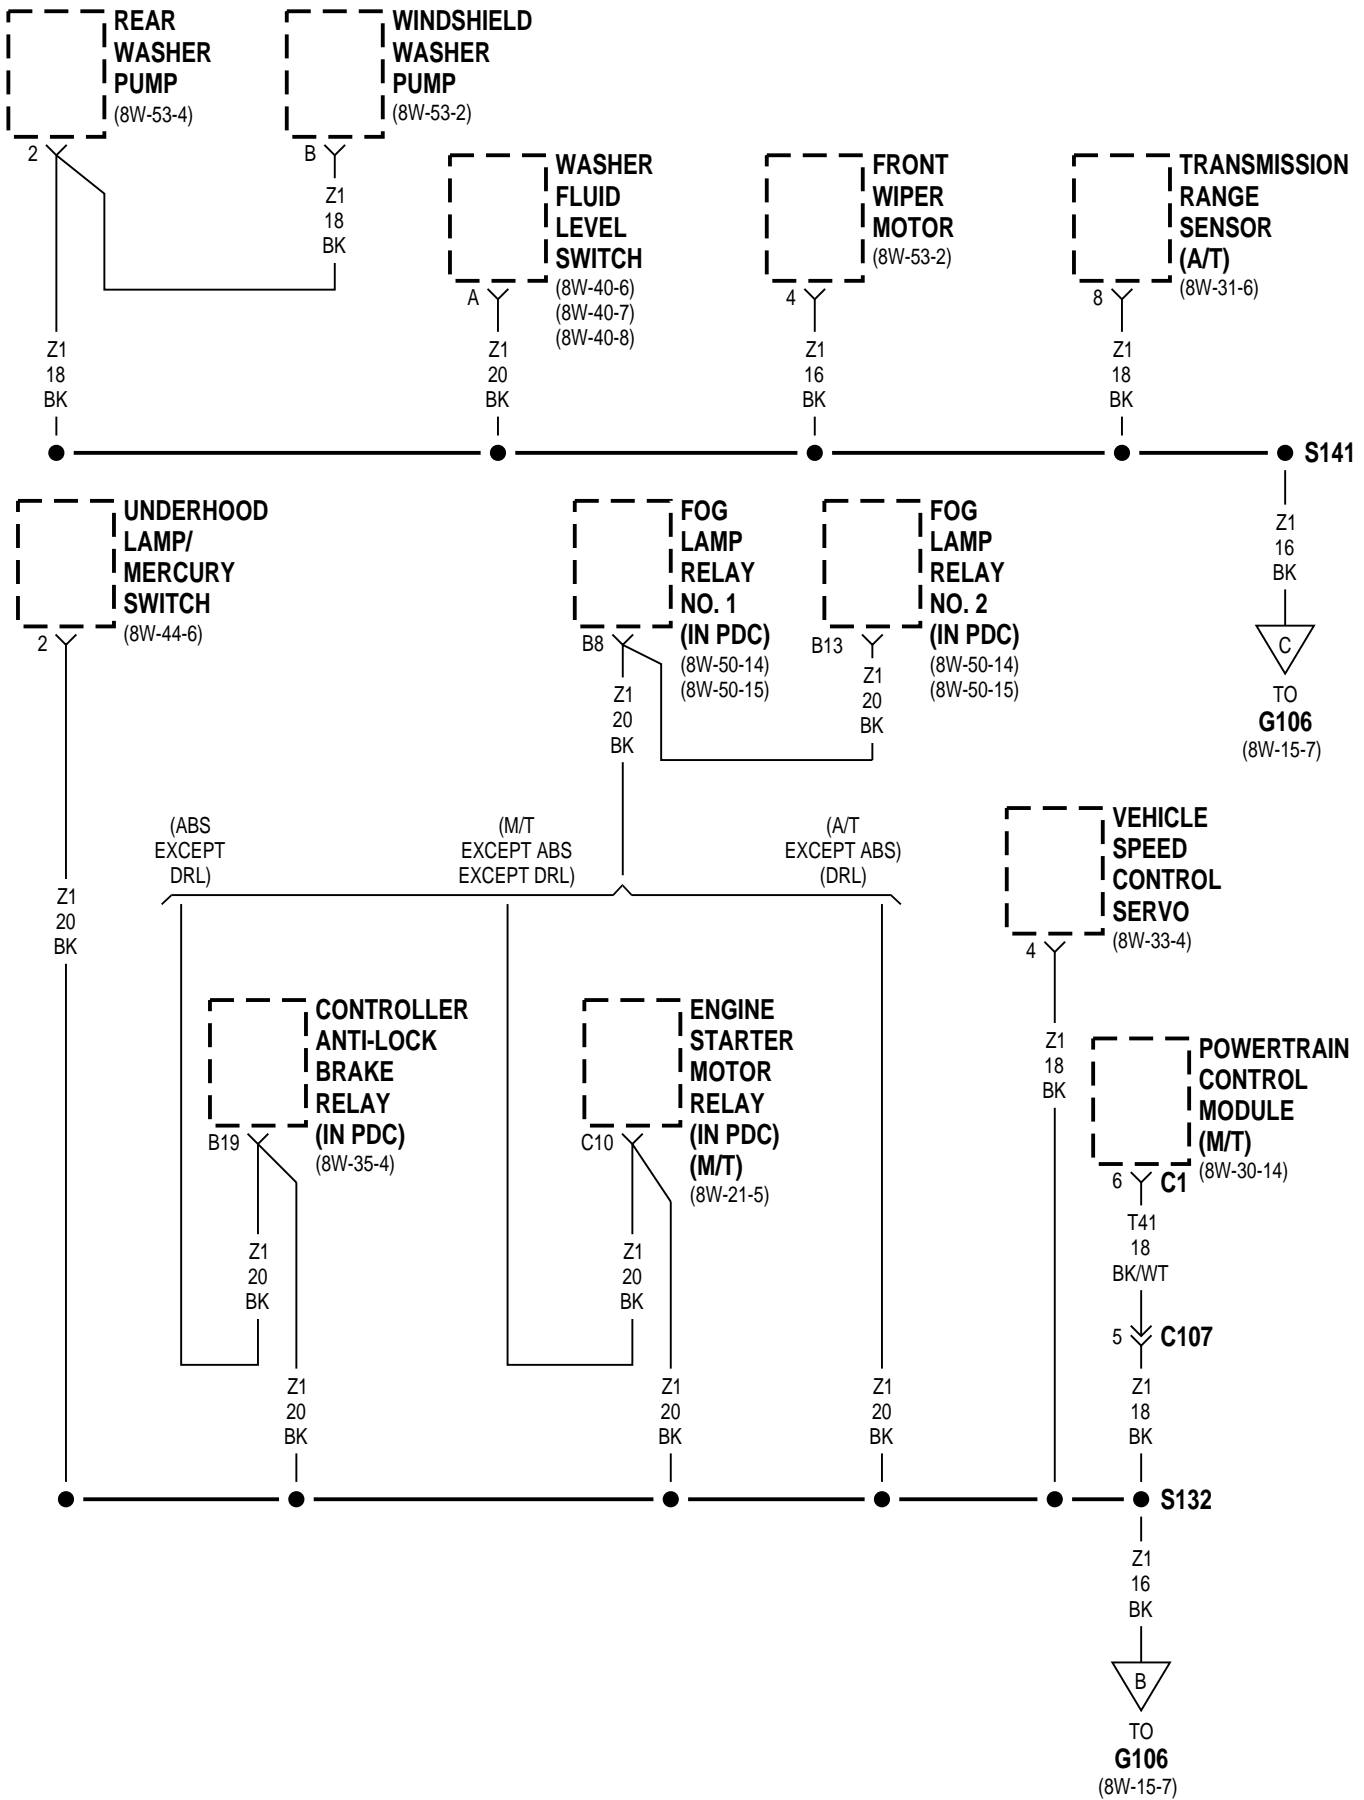 REAR
WASHER
PUMP
(8W-53-4)
2
WINDSHIELD
WASHER
PUMP
(8W-53-2)
B
Z1
18
BK
WASHER
FLUID
LEVEL
SWITCH
(8W-40-6)
(8W-40-7)
(8W-40-8)
A
FRONT
WIPER
MOTOR
(8W-53-2)
4
TRANSMISSION
RANGE
SENSOR
(A/T)
(8W-31-6)
8
Z1
18
BK
Z1
20
BK
Z1
16
BK
Z1
18
BK
S141
Z1
16
BK
C
TO
G106
(8W-15-7)
UNDERHOOD
LAMP/
MERCURY
SWITCH
(8W-44-6)
2
FOG
LAMP
RELAY
NO. 1
(IN PDC)
(8W-50-14)
(8W-50-15)
B8
Z1
20
BK
FOG
LAMP
RELAY
NO. 2
(IN PDC)
(8W-50-14)
(8W-50-15)
B13
Z1
20
BK
(ABS
EXCEPT
DRL)
(M/T
EXCEPT ABS
EXCEPT DRL)
(A/T
EXCEPT ABS)
(DRL)
Z1
20
BK
VEHICLE
SPEED
CONTROL
SERVO
(8W-33-4)
4
Z1
18
BK
CONTROLLER
ANTI-LOCK
BRAKE
RELAY
(IN PDC)
(8W-35-4)
B19
Z1
20
BK
ENGINE
STARTER
MOTOR
RELAY
(IN PDC)
(M/T)
(8W-21-5)
C10
Z1
20
BK
POWERTRAIN
CONTROL
MODULE
(M/T)
(8W-30-14)
6
C1
T41
18
BK/WT
5
C107
Z1
20
BK
Z1
20
BK
Z1
20
BK
Z1
18
BK
S132
Z1
16
BK
B
TO
G106
(8W-15-7)